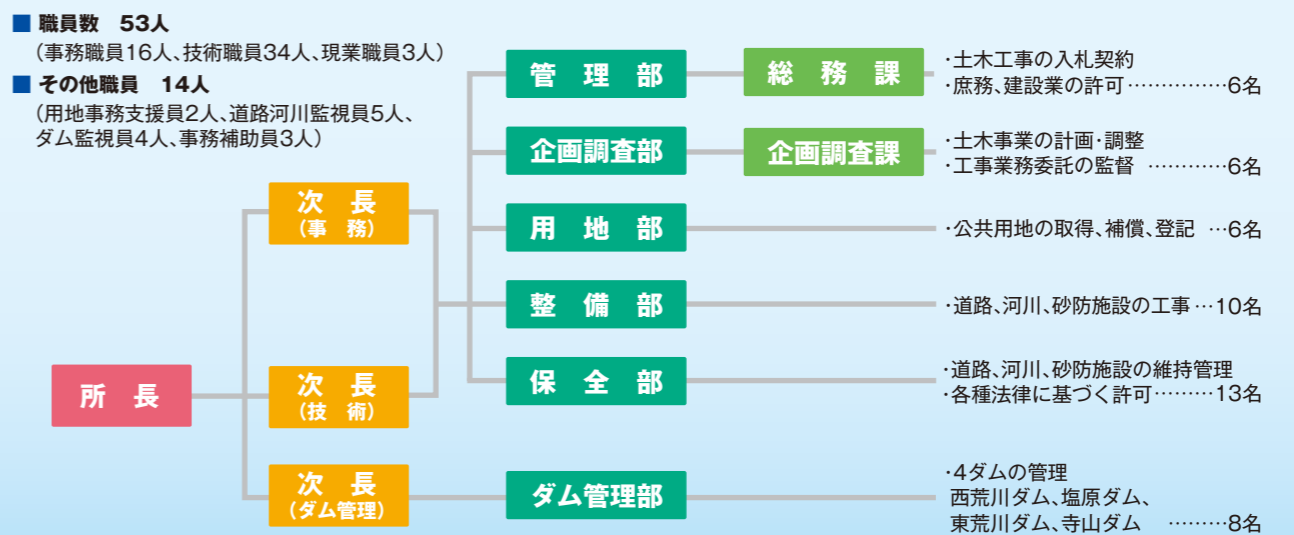 ■ 職員数　53人
（事務職員16人、技術職員34人、現業職員3人）
■ その他職員　14人
（用地事務支援員2人、道路河川監視員5人、
ダム監視員4人、事務補助員3人）
所　長
次　長
（事　務）
次　長
（技　術）
次　長
（ダム管理）
管　理　部
総　務　課
・土木工事の入札契約
・庶務、建設業の許可……………6名
企画調査部
企画調査課
・土木事業の計画・調整
・工事業務委託の監督 …………6名
用　地　部
・公共用地の取得、補償、登記 …6名
整　備　部
・道路、河川、砂防施設の工事…10名
保　全　部
・道路、河川、砂防施設の維持管理
・各種法律に基づく許可………13名
ダム管理部
・4ダムの管理
西荒川ダム、塩原ダム、
東荒川ダム、寺山ダム　………8名